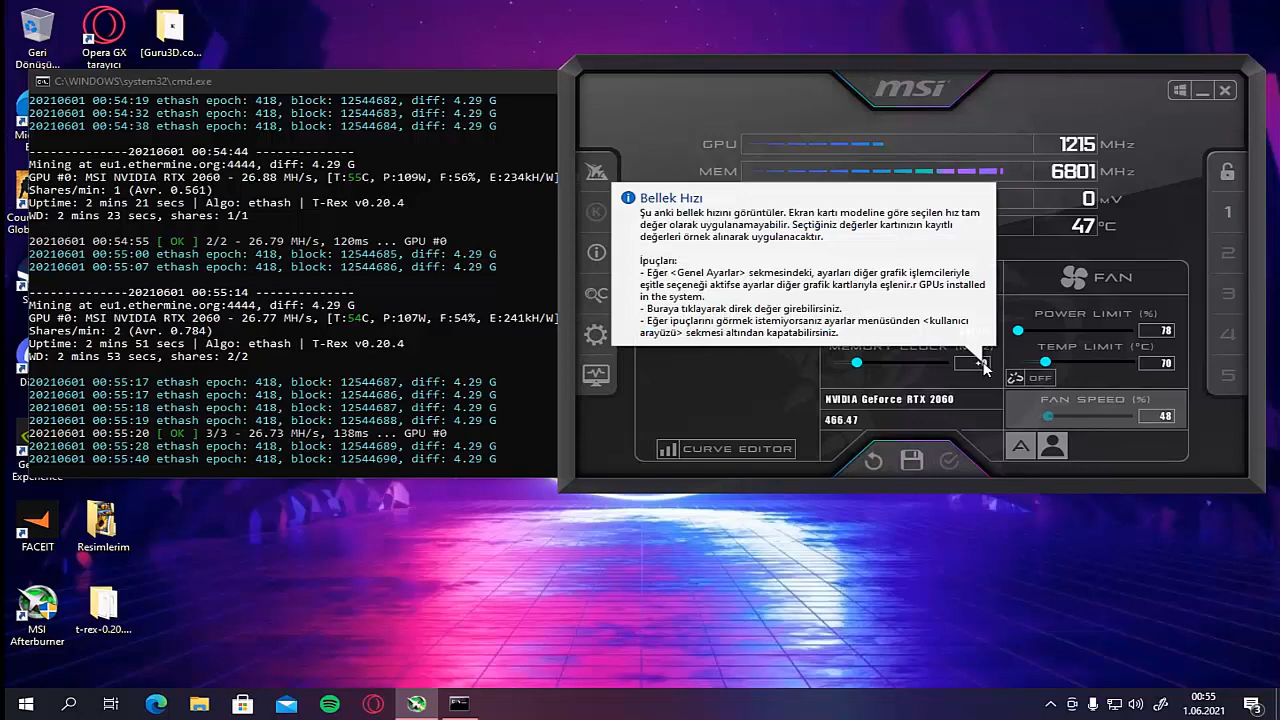 Geri
Dönüşü...
Opera GX
tarayıcı
[Guru3D.co...
C:\WINDOWS\system32\cmd.exe
20210601 00:54:19 ethash epoch: 418, block: 12544682, diff: 4.29 G
20210601 00:54:32 ethash epoch: 418, block: 12544683, diff: 4.29 G
20210601 00:54:38 ethash epoch: 418, block: 12544684, diff: 4.29 G
-------------20210601 00:54:44 --------------
Mining at eu1.ethermine.org:4444, diff: 4.29 G
GPU #0: MSI NVIDIA RTX 2060 - 26.88 MH/s, [T:55C, P:109W, F:56%, E:234kH/W]
Shares/min: 1 (Avr. 0.561)
Uptime: 2 mins 21 secs | Algo: ethash | T-Rex v0.20.4
WD: 2 mins 23 secs, shares: 1/1
20210601 00:54:55 [ OK ] 2/2 - 26.79 MH/s, 120ms ... GPU #0
20210601 00:55:00 ethash epoch: 418, block: 12544685, diff: 4.29 G
20210601 00:55:07 ethash epoch: 418, block: 12544686, diff: 4.29 G
-------------20210601 00:55:14 --------------
Mining at eu1.ethermine.org:4444, diff: 4.29 G
GPU #0: MSI NVIDIA RTX 2060 - 26.77 MH/s, [T:54C, P:107W, F:54%, E:241kH/W]
Shares/min: 2 (Avr. 0.784)
Uptime: 2 mins 51 secs | Algo: ethash | T-Rex v0.20.4
WD: 2 mins 53 secs, shares: 2/2
20210601 00:55:17 ethash epoch: 418, block: 12544687, diff: 4.29 G
20210601 00:55:17 ethash epoch: 418, block: 12544686, diff: 4.29 G
20210601 00:55:18 ethash epoch: 418, block: 12544687, diff: 4.29 G
20210601 00:55:19 ethash epoch: 418, block: 12544688, diff: 4.29 G
20210601 00:55:20 [ OK ] 3/3 - 26.73 MH/s, 138ms ... GPU #0
20210601 00:55:28 ethash epoch: 418, block: 12544689, diff: 4.29 G
20210601 00:55:40 ethash epoch: 418, block: 12544690, diff: 4.29 G
msi
GPU 1215 MHz
MEM 6801 MHz
0 MV
47 °C
Bellek Hızı
Şu anki bellek hızını görüntüler. Ekran kartı modeline göre seçilen hız tam
değer olarak uygulanamayabilir. Seçtiğiniz değerler kartınızın kayıtlı
değerleri örnek alınarak uygulanacaktır.
İpuçları:
- Eğer <Genel Ayarlar> sekmesindeki, ayarları diğer grafik işlemcileriyle
eşitle seçeneği aktifse ayarlar diğer grafik kartlarıyla eşlenir.r GPUs installed
in the system.
- Buraya tıklayarak direk değer girebilirsiniz.
- Eğer ipuçlarını görmek istemiyorsanız ayarlar menüsünden <kullanıcı
arayüzü> sekmesi altından kapatabilirsiniz.
MEMORY CLOCK
+0
NVIDIA GeForce RTX 2060
466.47
CURVE EDITOR
FAN
POWER LIMIT (%)
78
TEMP LIMIT (°C)
70
OFF
FAN SPEED (%)
48
A
K
OC
1
2
3
4
5
FACEIT
Resimlerim
MSI
Afterburner
t-rex-0.20....
Experience
00:55
1.06.2021
3